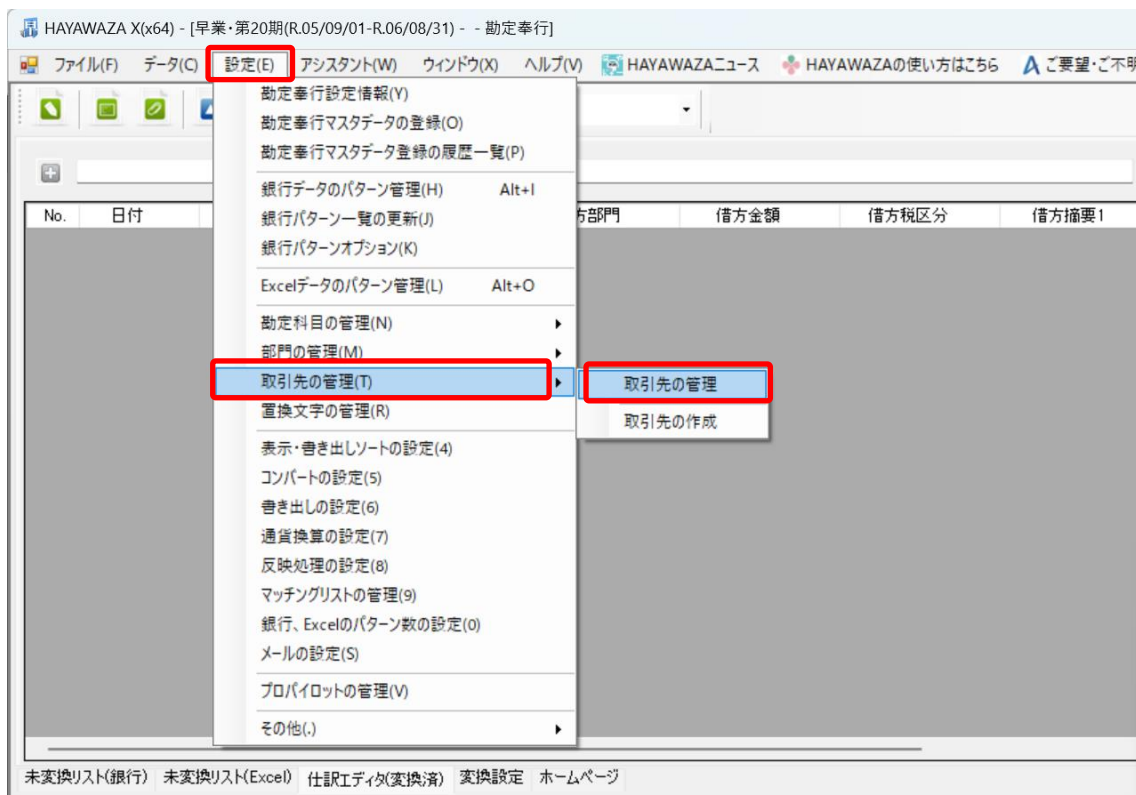 HAYAWAZA X(x64) - [早業・第20期(R.05/09/01-R.06/08/31) - - 勘定奉行]
ファイル(F) データ(C) 設定(E) アシスタント(W) ウィンドウ(X) ヘルプ(V) HAYAWAZAニュース HAYAWAZAの使い方はこちら ご要望・ご不明
勘定奉行設定情報(Y)
勘定奉行マスタデータの登録(O)
勘定奉行マスタデータ登録の履歴一覧(P)
銀行データのパターン管理(H) Alt+I
銀行パターン一覧の更新(J)
銀行パターンオプション(K)
Excelデータのパターン管理(L) Alt+O
勘定科目の管理(N)
部門の管理(M)
取引先の管理(T)
置換文字の管理(R)
表示・書き出しソートの設定(4)
コンバートの設定(5)
書き出しの設定(6)
通貨換算の設定(7)
反映処理の設定(8)
マッチングリストの管理(9)
銀行、Excelのパターン数の設定(0)
メールの設定(S)
プロパイロットの管理(V)
その他(.)
取引先の管理
取引先の作成
No. 日付 方部門 借方金額 借方税区分 借方摘要1
未変換リスト(銀行) 未変換リスト(Excel) 仕訳エディタ(変換済) 変換設定 ホームページ